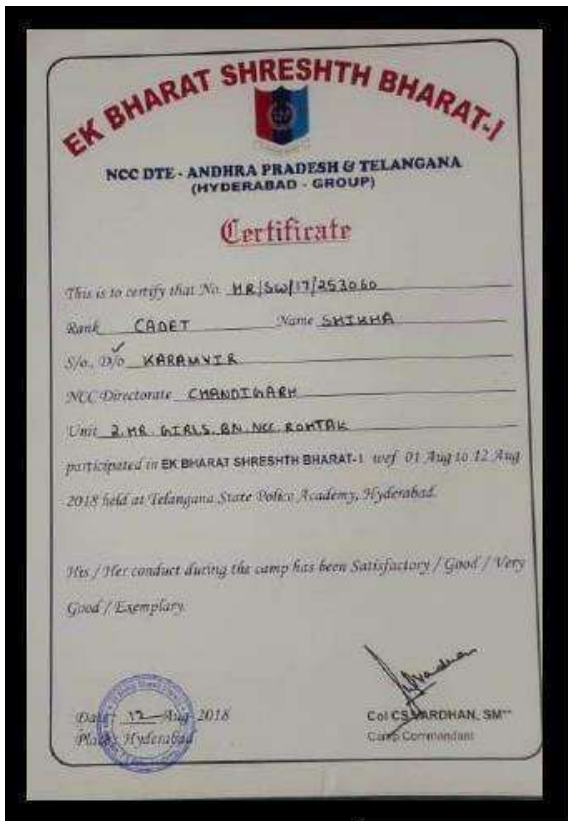 EK BHARAT SHRESHTH BHARAT-I
NCC DTE - ANDHRA PRADESH & TELANGANA
(HYDERABAD - GROUP)
Certificate
This is to certify that No. HR/SW/17/253060
Rank CADET Name SHIKHA
S/o., D/o KARAMVIR
NCC Directorate CHANDIGARH
Unit 2 HR GIRLS. BN. NCC ROHTAK
participated in EK BHARAT SHRESHTH BHARAT-I wef 01 Aug to 12 Aug
2018 held at Telangana State Police Academy, Hyderabad.
His / Her conduct during the camp has been Satisfactory / Good / Very
Good / Exemplary.
Date: 12 Aug 2018
Place: Hyderabad
Col CS VARDHAN, SM**
Camp Commandant